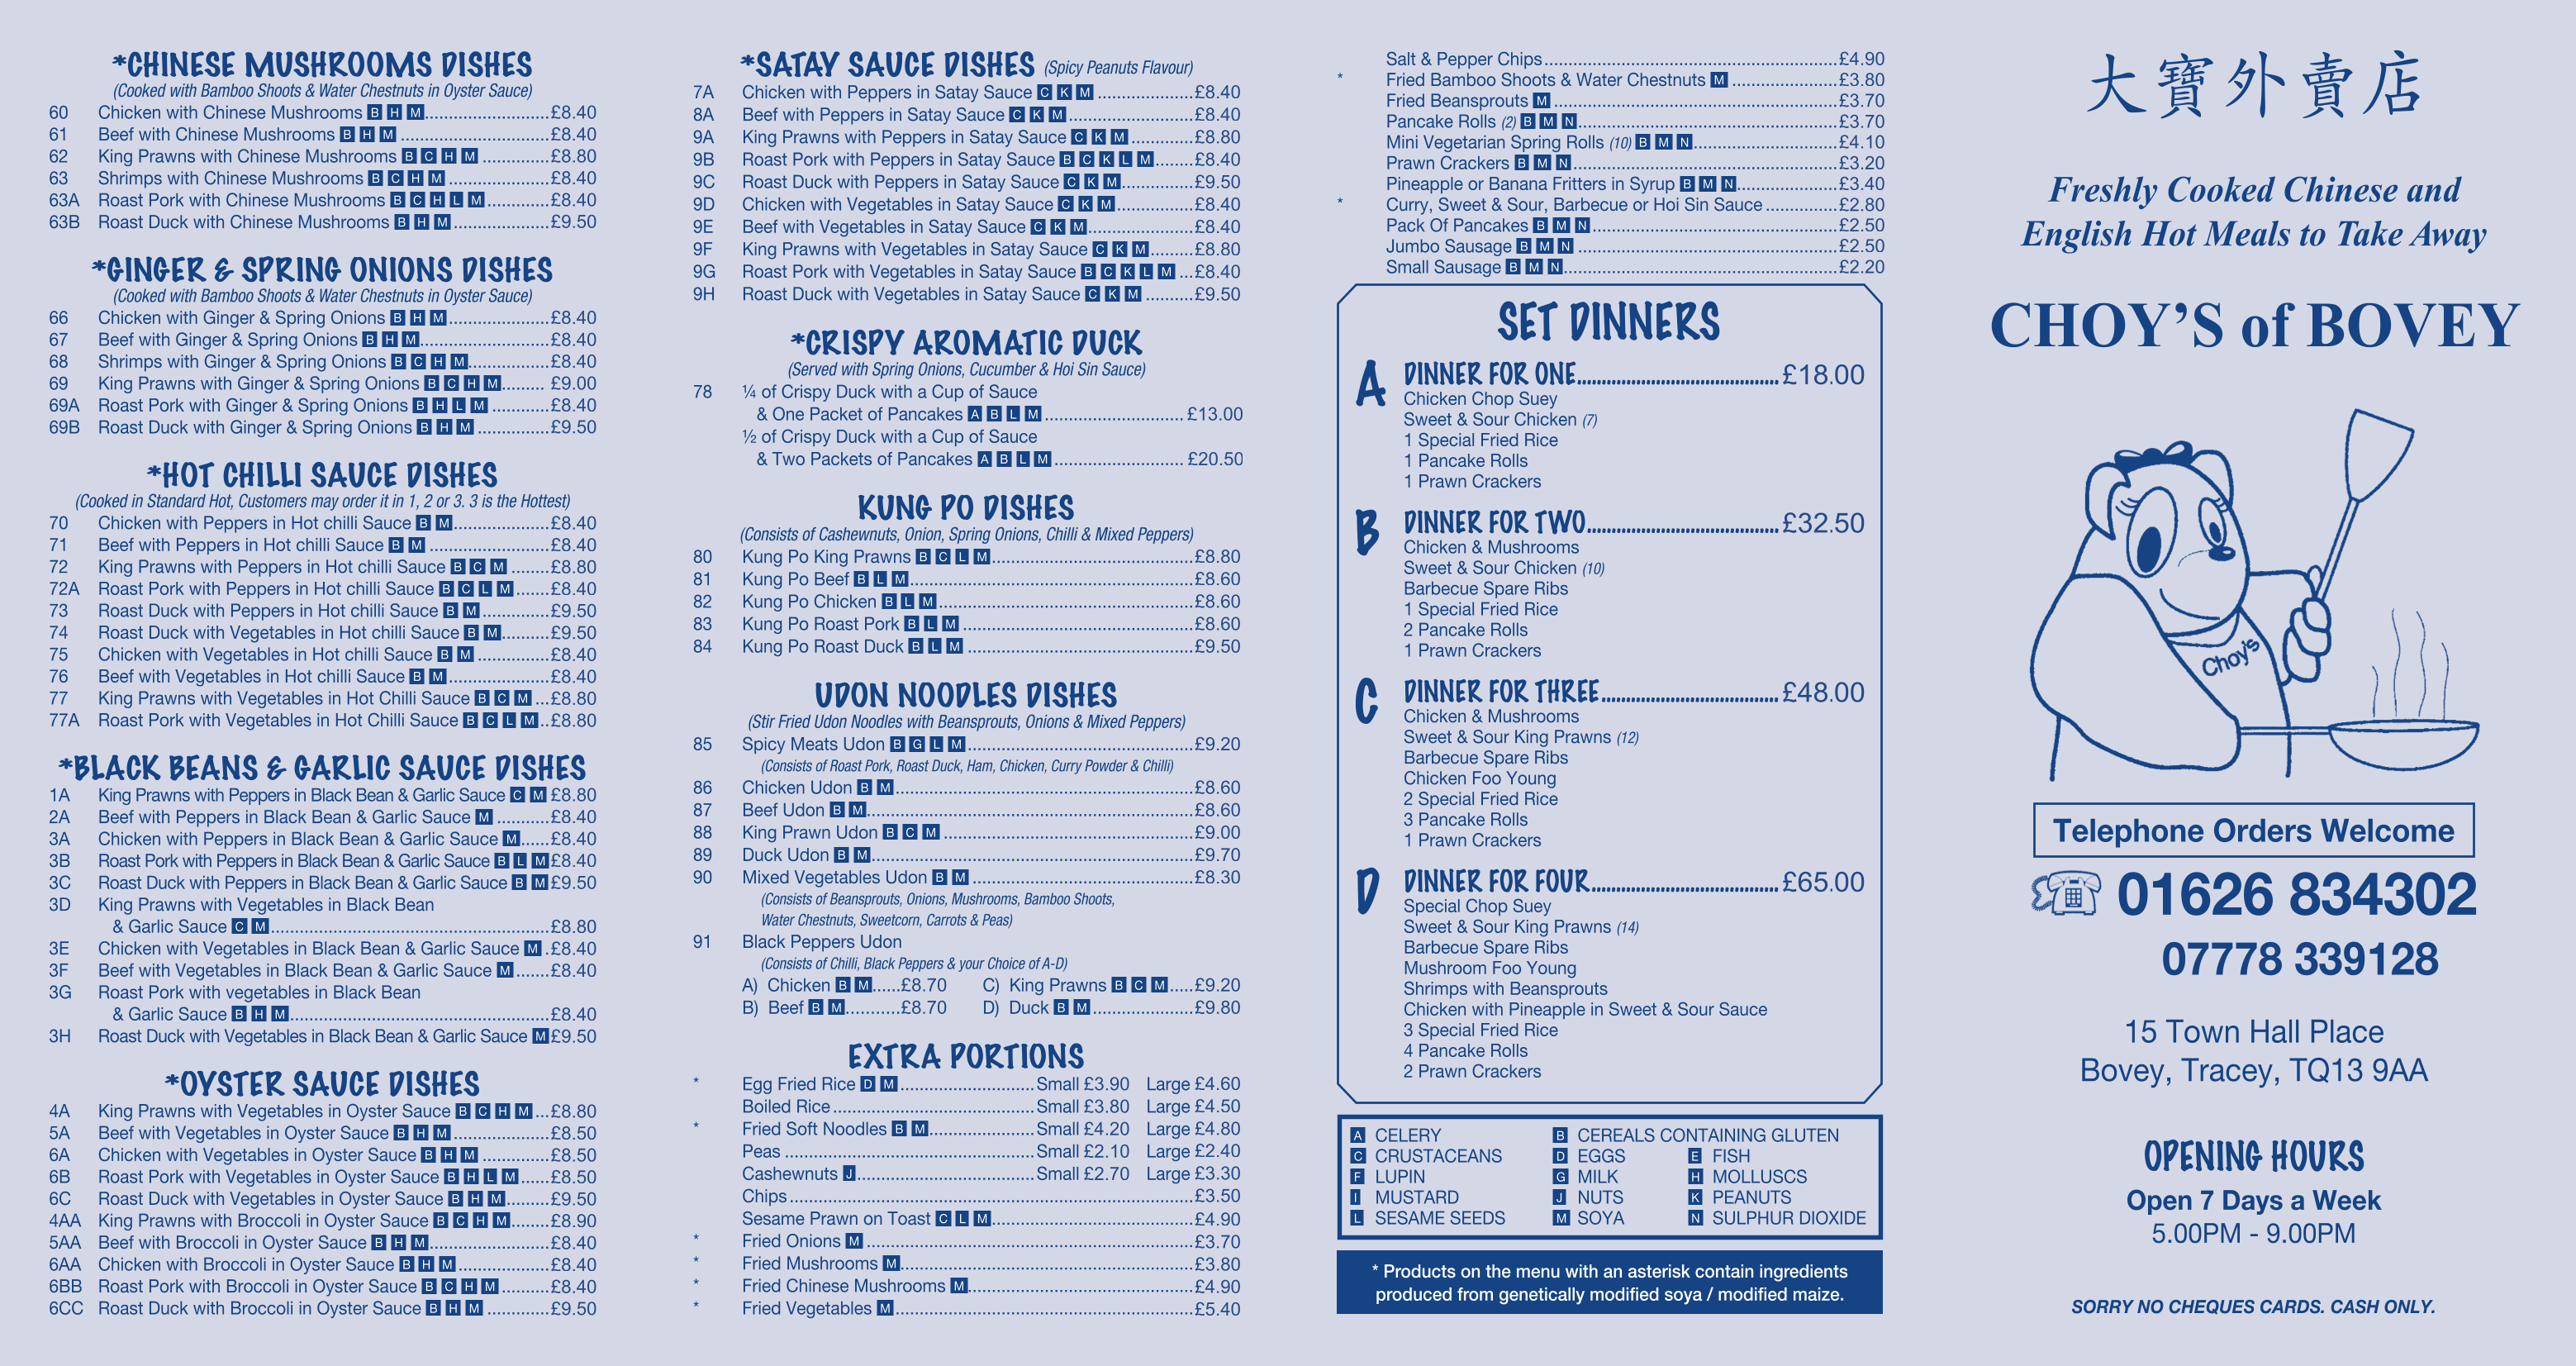 *CHINESE MUSHROOMS DISHES
(Cooked with Bamboo Shoots & Water Chestnuts in Oyster Sauce)
60 Chicken with Chinese Mushrooms B H M..........£8.40
61 Beef with Chinese Mushrooms B H M..........£8.40
62 King Prawns with Chinese Mushrooms B C H M..........£8.80
63 Shrimps with Chinese Mushrooms B C H M..........£8.40
63A Roast Pork with Chinese Mushrooms B C H L M..........£8.40
63B Roast Duck with Chinese Mushrooms B H M..........£9.50
*GINGER & SPRING ONIONS DISHES
(Cooked with Bamboo Shoots & Water Chestnuts in Oyster Sauce)
66 Chicken with Ginger & Spring Onions B H M..........£8.40
67 Beef with Ginger & Spring Onions B H M..........£8.40
68 Shrimps with Ginger & Spring Onions B C H M..........£8.40
69 King Prawns with Ginger & Spring Onions B C H M.......... £9.00
69A Roast Pork with Ginger & Spring Onions B H L M..........£8.40
69B Roast Duck with Ginger & Spring Onions B H M..........£9.50
*HOT CHILLI SAUCE DISHES
(Cooked in Standard Hot, Customers may order it in 1, 2 or 3. 3 is the Hottest)
70 Chicken with Peppers in Hot chilli Sauce B M..........£8.40
71 Beef with Peppers in Hot chilli Sauce B M..........£8.40
72 King Prawns with Peppers in Hot chilli Sauce B C M..........£8.80
72A Roast Pork with Peppers in Hot chilli Sauce B C L M.......£8.40
73 Roast Duck with Peppers in Hot chilli Sauce B M..........£9.50
74 Roast Duck with Vegetables in Hot chilli Sauce B M..........£9.50
75 Chicken with Vegetables in Hot chilli Sauce B M..........£8.40
76 Beef with Vegetables in Hot chilli Sauce B M..........£8.40
77 King Prawns with Vegetables in Hot Chilli Sauce B C M...£8.80
77A Roast Pork with Vegetables in Hot Chilli Sauce B C L M..£8.80
*BLACK BEANS & GARLIC SAUCE DISHES
1A King Prawns with Peppers in Black Bean & Garlic Sauce C M £8.80
2A Beef with Peppers in Black Bean & Garlic Sauce M..........£8.40
3A Chicken with Peppers in Black Bean & Garlic Sauce M......£8.40
3B Roast Pork with Peppers in Black Bean & Garlic Sauce B L M £8.40
3C Roast Duck with Peppers in Black Bean & Garlic Sauce B M £9.50
3D King Prawns with Vegetables in Black Bean
& Garlic Sauce C M..........£8.80
3E Chicken with Vegetables in Black Bean & Garlic Sauce M .£8.40
3F Beef with Vegetables in Black Bean & Garlic Sauce M.......£8.40
3G Roast Pork with vegetables in Black Bean
& Garlic Sauce B H M..........£8.40
3H Roast Duck with Vegetables in Black Bean & Garlic Sauce M £9.50
*OYSTER SAUCE DISHES
4A King Prawns with Vegetables in Oyster Sauce B C H M...£8.80
5A Beef with Vegetables in Oyster Sauce B H M..........£8.50
6A Chicken with Vegetables in Oyster Sauce B H M..........£8.50
6B Roast Pork with Vegetables in Oyster Sauce B H L M......£8.50
6C Roast Duck with Vegetables in Oyster Sauce B H M..........£9.50
4AA King Prawns with Broccoli in Oyster Sauce B C H M........£8.90
5AA Beef with Broccoli in Oyster Sauce B H M..........£8.40
6AA Chicken with Broccoli in Oyster Sauce B H M..........£8.40
6BB Roast Pork with Broccoli in Oyster Sauce B C H M..........£8.40
6CC Roast Duck with Broccoli in Oyster Sauce B H M..........£9.50
*SATAY SAUCE DISHES (Spicy Peanuts Flavour)
7A Chicken with Peppers in Satay Sauce C K M..........£8.40
8A Beef with Peppers in Satay Sauce C K M..........£8.40
9A King Prawns with Peppers in Satay Sauce C K M..........£8.80
9B Roast Pork with Peppers in Satay Sauce B C K L M........£8.40
9C Roast Duck with Peppers in Satay Sauce C K M..........£9.50
9D Chicken with Vegetables in Satay Sauce C K M..........£8.40
9E Beef with Vegetables in Satay Sauce C K M..........£8.40
9F King Prawns with Vegetables in Satay Sauce C K M.........£8.80
9G Roast Pork with Vegetables in Satay Sauce B C K L M ...£8.40
9H Roast Duck with Vegetables in Satay Sauce C K M..........£9.50
*CRISPY AROMATIC DUCK
(Served with Spring Onions, Cucumber & Hoi Sin Sauce)
78 ¼ of Crispy Duck with a Cup of Sauce
& One Packet of Pancakes A B L M.......... £13.00
½ of Crispy Duck with a Cup of Sauce
& Two Packets of Pancakes A B L M.......... £20.50
KUNG PO DISHES
(Consists of Cashewnuts, Onion, Spring Onions, Chilli & Mixed Peppers)
80 Kung Po King Prawns B C L M..........£8.80
81 Kung Po Beef B L M..........£8.60
82 Kung Po Chicken B L M..........£8.60
83 Kung Po Roast Pork B L M..........£8.60
84 Kung Po Roast Duck B L M..........£9.50
UDON NOODLES DISHES
(Stir Fried Udon Noodles with Beansprouts, Onions & Mixed Peppers)
85 Spicy Meats Udon B G L M..........£9.20
(Consists of Roast Pork, Roast Duck, Ham, Chicken, Curry Powder & Chilli)
86 Chicken Udon B M..........£8.60
87 Beef Udon B M..........£8.60
88 King Prawn Udon B C M..........£9.00
89 Duck Udon B M..........£9.70
90 Mixed Vegetables Udon B M..........£8.30
(Consists of Beansprouts, Onions, Mushrooms, Bamboo Shoots,
Water Chestnuts, Sweetcorn, Carrots & Peas)
91 Black Peppers Udon
(Consists of Chilli, Black Peppers & your Choice of A-D)
A) Chicken B M......£8.70 C) King Prawns B C M.....£9.20
B) Beef B M...........£8.70 D) Duck B M..........£9.80
EXTRA PORTIONS
* Egg Fried Rice D M..........Small £3.90 Large £4.60
Boiled Rice..........Small £3.80 Large £4.50
* Fried Soft Noodles B M..........Small £4.20 Large £4.80
Peas..........Small £2.10 Large £2.40
Cashewnuts J..........Small £2.70 Large £3.30
Chips..........£3.50
Sesame Prawn on Toast C L M..........£4.90
* Fried Onions M..........£3.70
* Fried Mushrooms M..........£3.80
* Fried Chinese Mushrooms M..........£4.90
* Fried Vegetables M..........£5.40
Salt & Pepper Chips..........£4.90
* Fried Bamboo Shoots & Water Chestnuts M..........£3.80
Fried Beansprouts M..........£3.70
Pancake Rolls (2) B M N..........£3.70
Mini Vegetarian Spring Rolls (10) B M N..........£4.10
Prawn Crackers B M N..........£3.20
Pineapple or Banana Fritters in Syrup B M N..........£3.40
* Curry, Sweet & Sour, Barbecue or Hoi Sin Sauce..........£2.80
Pack Of Pancakes B M N..........£2.50
Jumbo Sausage B M N..........£2.50
Small Sausage B M N..........£2.20
SET DINNERS
A DINNER FOR ONE..........£18.00
Chicken Chop Suey
Sweet & Sour Chicken (7)
1 Special Fried Rice
1 Pancake Rolls
1 Prawn Crackers
B DINNER FOR TWO..........£32.50
Chicken & Mushrooms
Sweet & Sour Chicken (10)
Barbecue Spare Ribs
1 Special Fried Rice
2 Pancake Rolls
1 Prawn Crackers
C DINNER FOR THREE..........£48.00
Chicken & Mushrooms
Sweet & Sour King Prawns (12)
Barbecue Spare Ribs
Chicken Foo Young
2 Special Fried Rice
3 Pancake Rolls
1 Prawn Crackers
D DINNER FOR FOUR..........£65.00
Special Chop Suey
Sweet & Sour King Prawns (14)
Barbecue Spare Ribs
Mushroom Foo Young
Shrimps with Beansprouts
Chicken with Pineapple in Sweet & Sour Sauce
3 Special Fried Rice
4 Pancake Rolls
2 Prawn Crackers
A CELERY B CEREALS CONTAINING GLUTEN
C CRUSTACEANS D EGGS E FISH
F LUPIN G MILK H MOLLUSCS
I MUSTARD J NUTS K PEANUTS
L SESAME SEEDS M SOYA N SULPHUR DIOXIDE
* Products on the menu with an asterisk contain ingredients
produced from genetically modified soya / modified maize.
大寶外賣店
Freshly Cooked Chinese and
English Hot Meals to Take Away
CHOY'S of BOVEY
Choy's
Telephone Orders Welcome
01626 834302
07778 339128
15 Town Hall Place
Bovey, Tracey, TQ13 9AA
OPENING HOURS
Open 7 Days a Week
5.00PM - 9.00PM
SORRY NO CHEQUES CARDS. CASH ONLY.